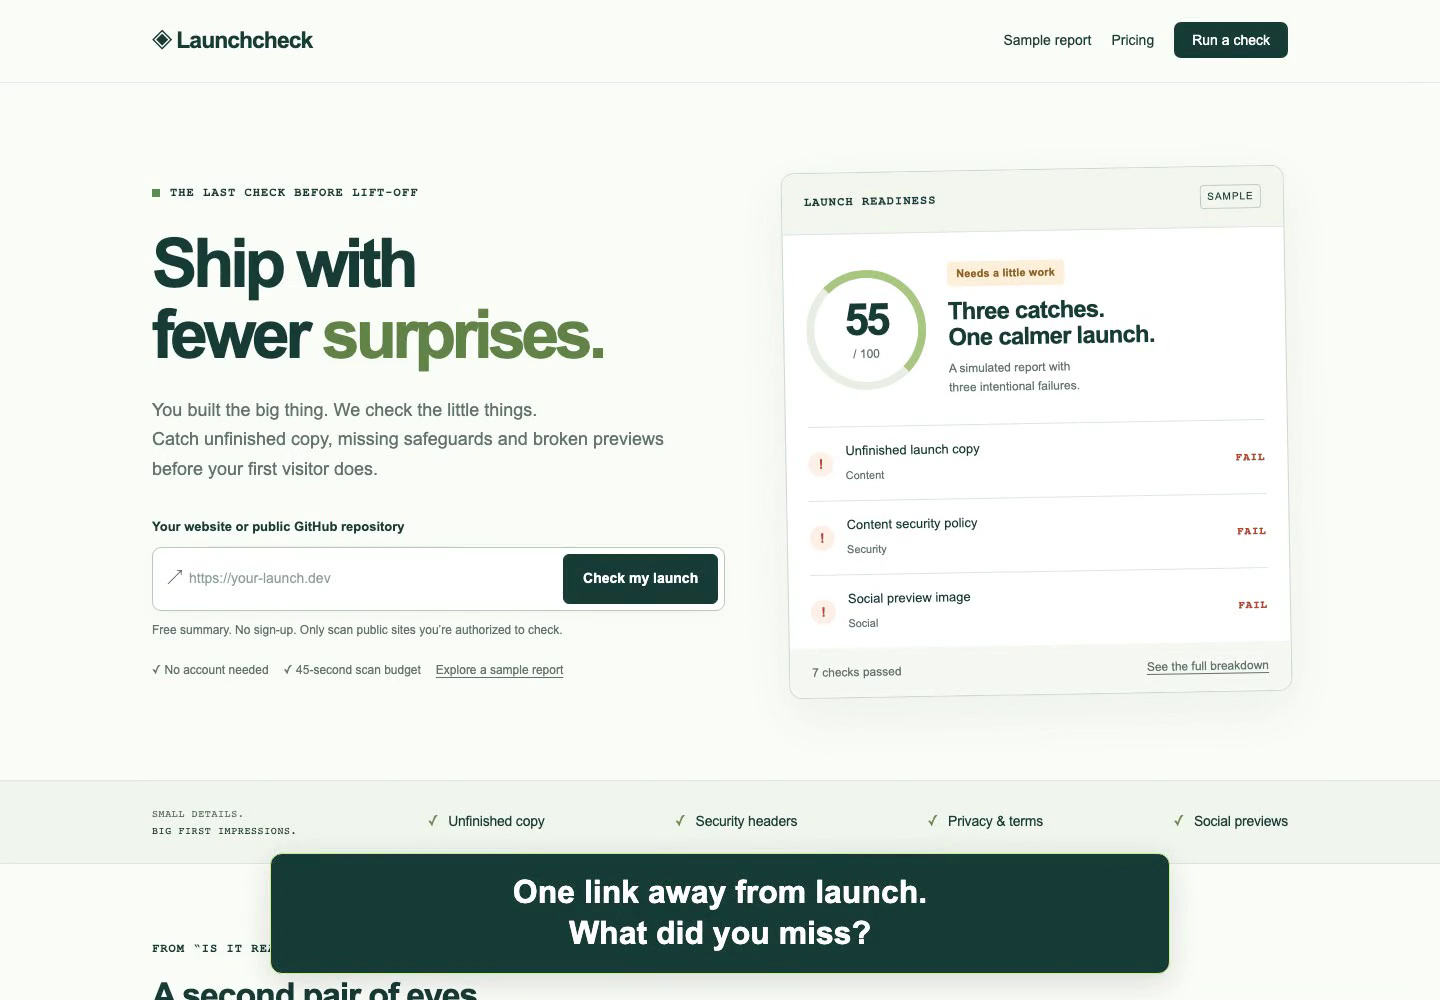 Launchcheck
Sample report
Pricing
Run a check
THE LAST CHECK BEFORE LIFT-OFF
Ship with
fewer surprises.
You built the big thing. We check the little things.
Catch unfinished copy, missing safeguards and broken previews
before your first visitor does.
Your website or public GitHub repository
https://your-launch.dev
Check my launch
Free summary. No sign-up. Only scan public sites you’re authorized to check.
✓ No account needed
✓ 45-second scan budget
Explore a sample report
LAUNCH READINESS
SAMPLE
55
/ 100
Needs a little work
Three catches.
One calmer launch.
A simulated report with
three intentional failures.
!
Unfinished launch copy
Content
FAIL
!
Content security policy
Security
FAIL
!
Social preview image
Social
FAIL
7 checks passed
See the full breakdown
SMALL DETAILS.
BIG FIRST IMPRESSIONS.
✓ Unfinished copy
✓ Security headers
✓ Privacy & terms
✓ Social previews
One link away from launch.
What did you miss?
FROM “IS IT
A second pair of eyes